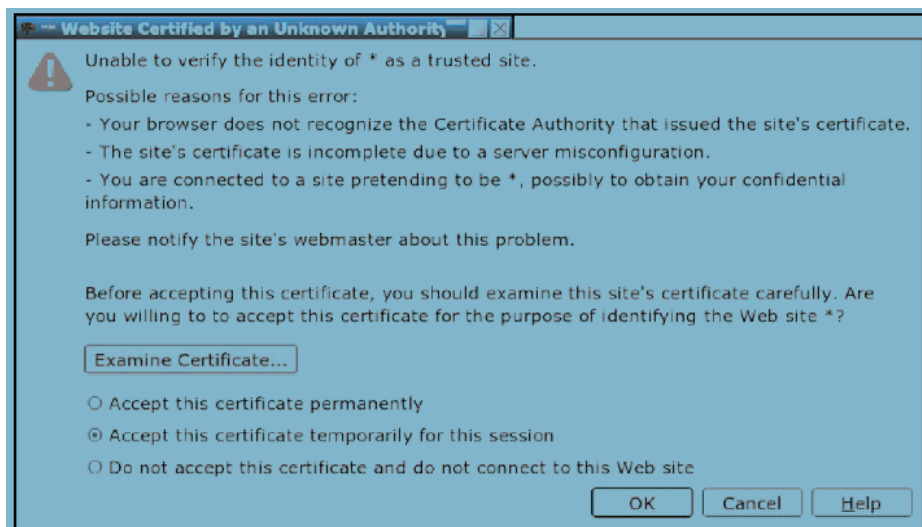 Website Certified by an Unknown Authority
Unable to verify the identity of * as a trusted site.
Possible reasons for this error:
- Your browser does not recognize the Certificate Authority that issued the site's certificate.
- The site's certificate is incomplete due to a server misconfiguration.
- You are connected to a site pretending to be *, possibly to obtain your confidential
information.
Please notify the site's webmaster about this problem.
Before accepting this certificate, you should examine this site's certificate carefully. Are
you willing to to accept this certificate for the purpose of identifying the Web site *?
Examine Certificate...
Accept this certificate permanently
Accept this certificate temporarily for this session
Do not accept this certificate and do not connect to this Web site
OK Cancel Help